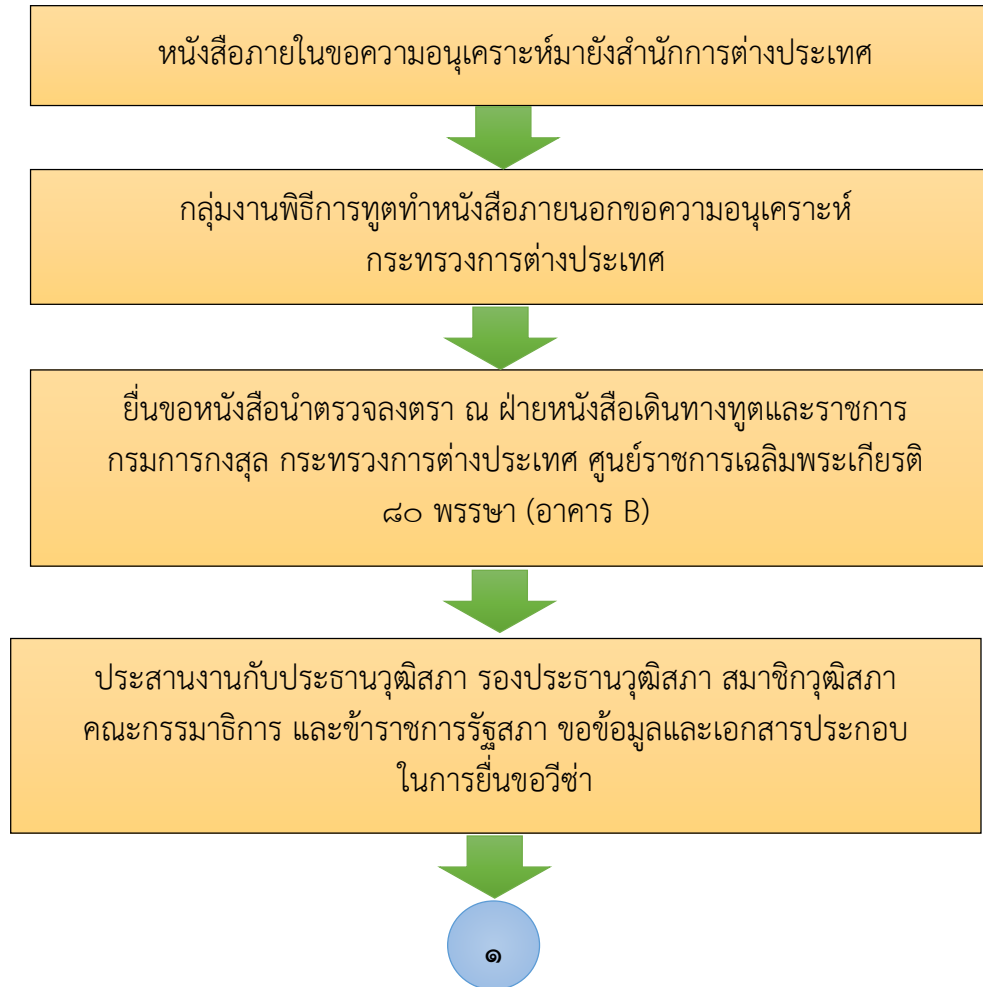 หนังสือภายในขอความอนุเคราะห์มายังสำนักการต่างประเทศ
กลุ่มงานพิธีการทูตทำหนังสือภายนอกขอความอนุเคราะห์
กระทรวงการต่างประเทศ
ยื่นขอหนังสือนำตรวจลงตรา ณ ฝ่ายหนังสือเดินทางทูตและราชการ
กรมการกงสุล กระทรวงการต่างประเทศ ศูนย์ราชการเฉลิมพระเกียรติ
๘๐ พรรษา (อาคาร B)
ประสานงานกับประธานวุฒิสภา รองประธานวุฒิสภา สมาชิกวุฒิสภา
คณะกรรมาธิการ และข้าราชการรัฐสภา ขอข้อมูลและเอกสารประกอบ
ในการยื่นขอวีซ่า
๑